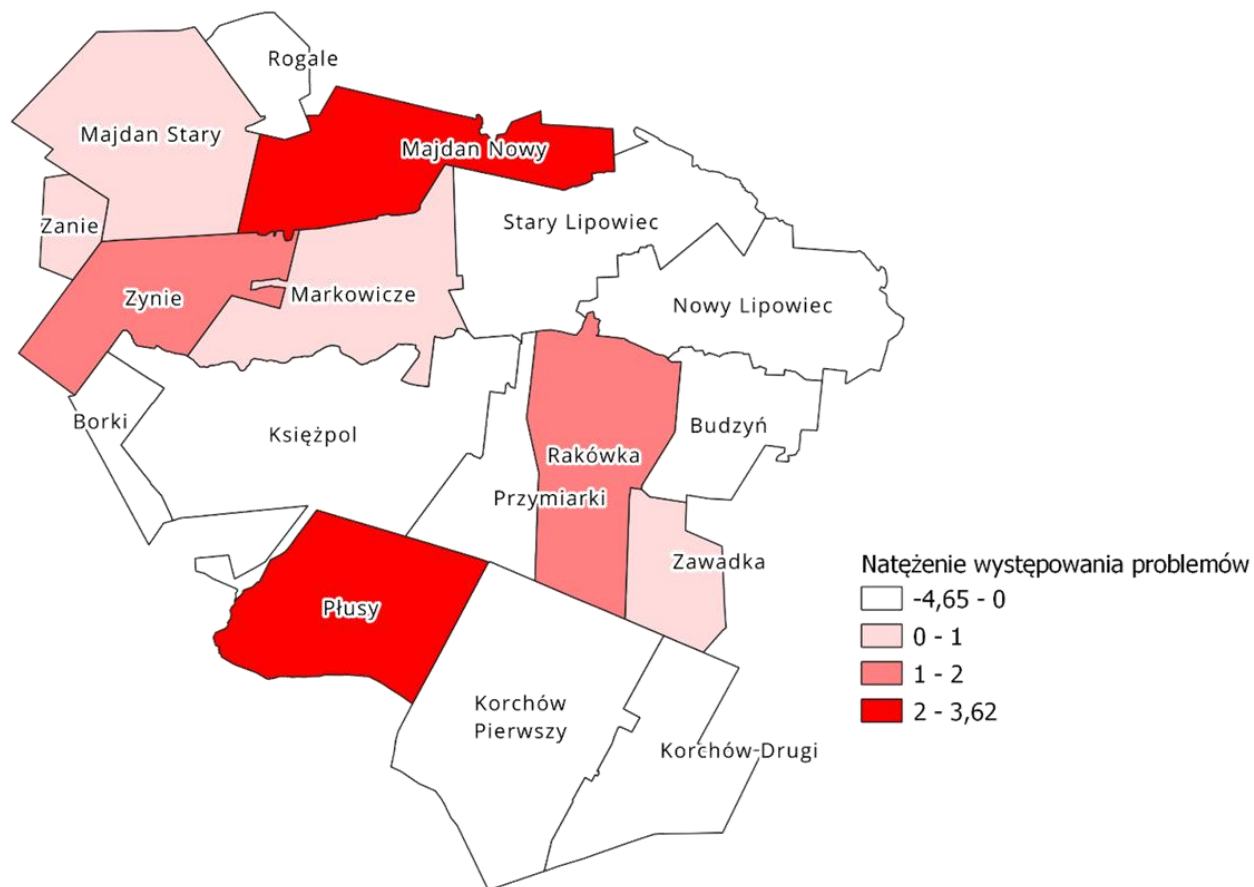 Rogale
Majdan Stary
Majdan Nowy
Zanie
Stary Lipowiec
Zynie
Markowicze
Nowy Lipowiec
Borki
Księżpol
Budzyń
Rakówka
Przymiarki
Zawadka
Płusy
Korchów
Pierwszy
Korchów Drugi
Natężenie występowania problemów
-4,65 - 0
0 - 1
1 - 2
2 - 3,62